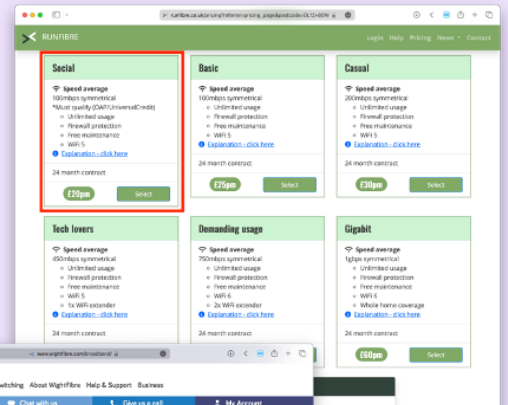 RUNFIBRE
Login Help Pricing News Contact
Social
Speed average
100mbps symmetrical
*Must qualify (OAP/UniversalCredit)
Unlimited usage
Firewall protection
Free maintenance
WiFi 5
Explanation - click here
24 month contract
£20pm
Select
Basic
Speed average
100mbps symmetrical
Unlimited usage
Firewall protection
Free maintenance
WiFi 5
Explanation - click here
24 month contract
£25pm
Select
Casual
Speed average
200mbps symmetrical
Unlimited usage
Firewall protection
Free maintenance
WiFi 5
Explanation - click here
24 month contract
£30pm
Select
Tech lovers
Speed average
450mbps symmetrical
Unlimited usage
Firewall protection
Free maintenance
WiFi 5
1x WiFi extender
Explanation - click here
24 month contract
Demanding usage
Speed average
750mbps symmetrical
Unlimited usage
Firewall protection
Free maintenance
WiFi 6
2x WiFi extender
Explanation - click here
24 month contract
Gigabit
Speed average
1gbps symmetrical
Unlimited usage
Firewall protection
Free maintenance
WiFi 6
Whole home coverage
Explanation - click here
24 month contract
£60pm
Select
www.wightfibre.com/broadband/
witching About WightFibre Help & Support Business
Chat with us Give us a call My Account